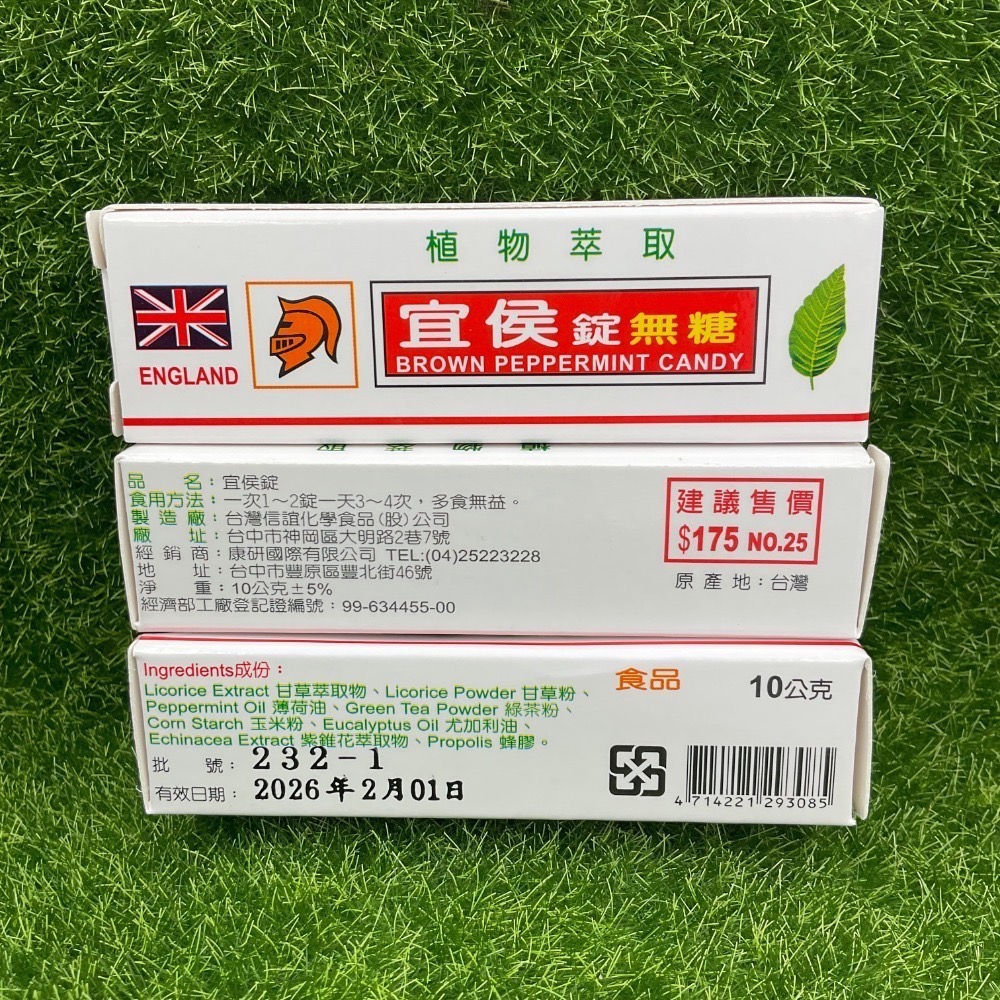 植物萃取
ENGLAND
宜侯錠無糖
BROWN PEPPERMINT CANDY
品　　名：宜侯錠
食用方法：一次1～2錠一天3～4次，多食無益。
製 造 廠：台灣信誼化學食品(股)公司
廠　　址：台中市神岡區大明路2巷7號
經 銷 商：康研國際有限公司 TEL:(04)25223228
地　　址：台中市豐原區豐北街46號
淨　　重：10公克±5%
經濟部工廠登記證編號：99-634455-00
建議售價
$175 NO.25
原產地：台灣
Ingredients成份：
Licorice Extract 甘草萃取物、Licorice Powder 甘草粉、
Peppermint Oil 薄荷油、Green Tea Powder 綠茶粉、
Corn Starch 玉米粉、Eucalyptus Oil 尤加利油、
Echinacea Extract 紫錐花萃取物、Propolis 蜂膠。
批　　號：232-1
有效日期：2026年2月01日
食品
10公克
4 714221 293085